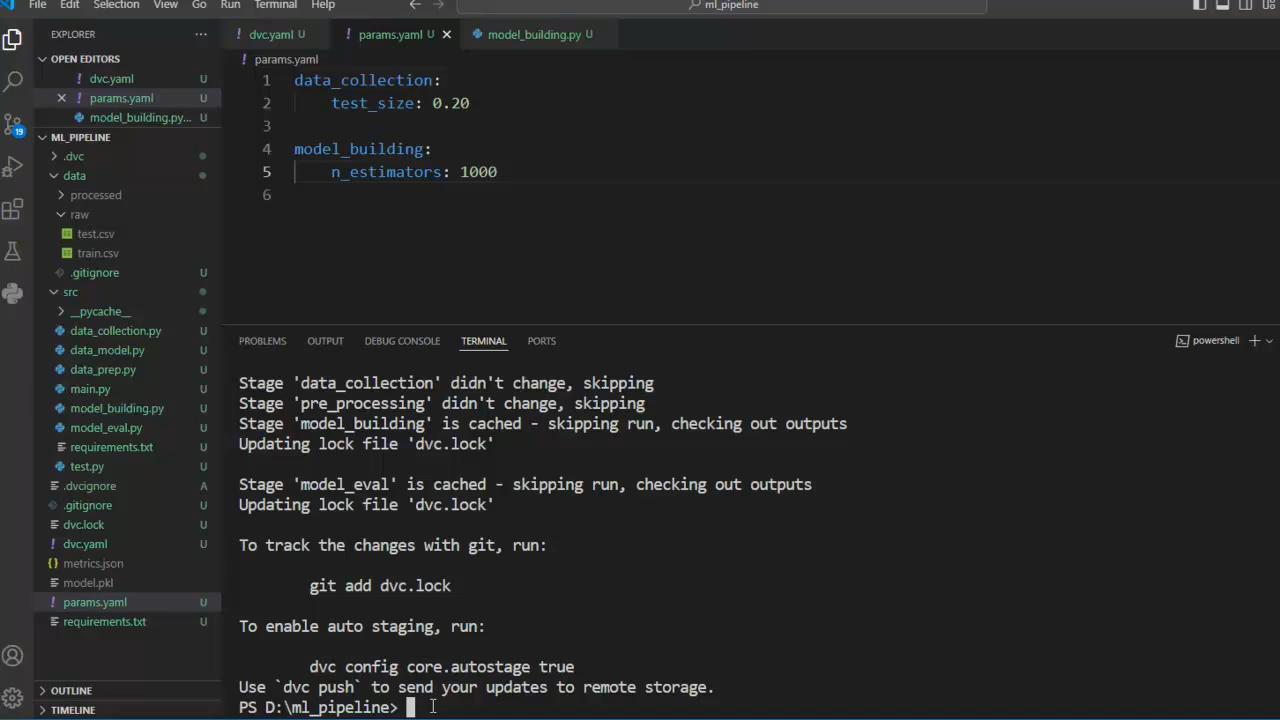 File Edit Selection View Go Run Terminal Help ml_pipeline
EXPLORER
OPEN EDITORS
dvc.yaml U
params.yaml U
model_building.py... U
ML_PIPELINE
.dvc
data
processed
raw
test.csv
train.csv
.gitignore U
src
__pycache__
data_collection.py U
data_model.py U
data_prep.py U
main.py U
model_building.py U
model_eval.py U
requirements.txt U
test.py U
.dvcignore A
.gitignore U
dvc.lock U
dvc.yaml U
metrics.json
model.pkl
params.yaml U
requirements.txt U
OUTLINE
TIMELINE
19
dvc.yaml U params.yaml U model_building.py U
params.yaml
1 data_collection:
2 test_size: 0.20
3
4 model_building:
5 n_estimators: 1000
6
PROBLEMS OUTPUT DEBUG CONSOLE TERMINAL PORTS powershell
Stage 'data_collection' didn't change, skipping
Stage 'pre_processing' didn't change, skipping
Stage 'model_building' is cached - skipping run, checking out outputs
Updating lock file 'dvc.lock'
Stage 'model_eval' is cached - skipping run, checking out outputs
Updating lock file 'dvc.lock'
To track the changes with git, run:
git add dvc.lock
To enable auto staging, run:
dvc config core.autostage true
Use `dvc push` to send your updates to remote storage.
PS D:\ml_pipeline>